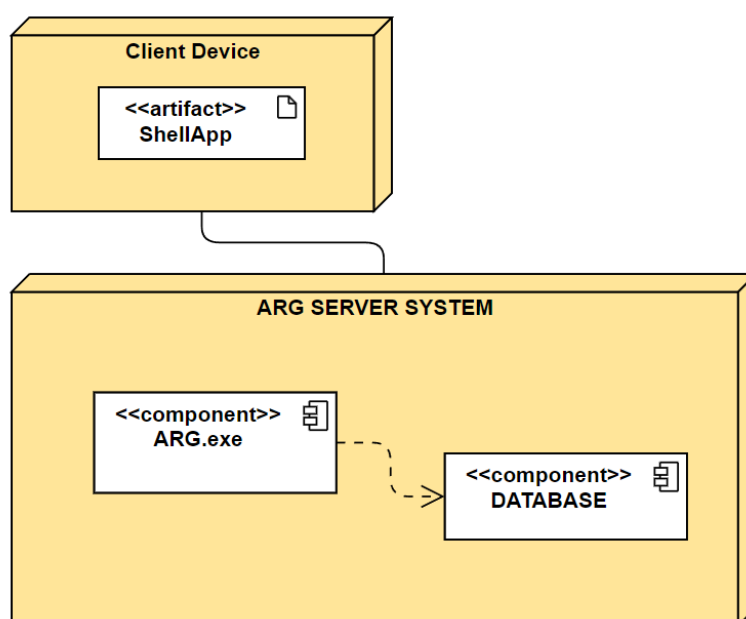 Client Device
<<artifact>>
ShellApp
ARG SERVER SYSTEM
<<component>>
ARG.exe
<<component>>
DATABASE